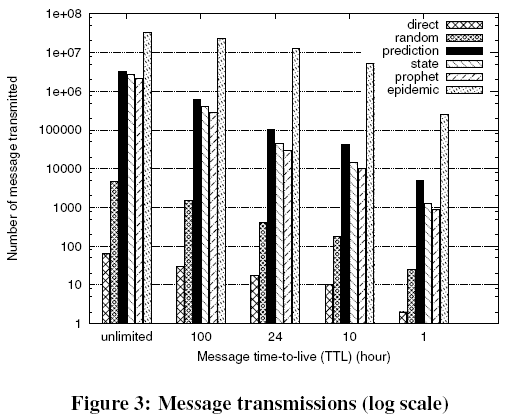 1e+08
1e+07
1e+06
100000
10000
1000
100
10
1
Number of message transmitted
direct
random
prediction
state
prophet
epidemic
unlimited 100 24 10 1
Message time-to-live (TTL) (hour)
Figure 3: Message transmissions (log scale)